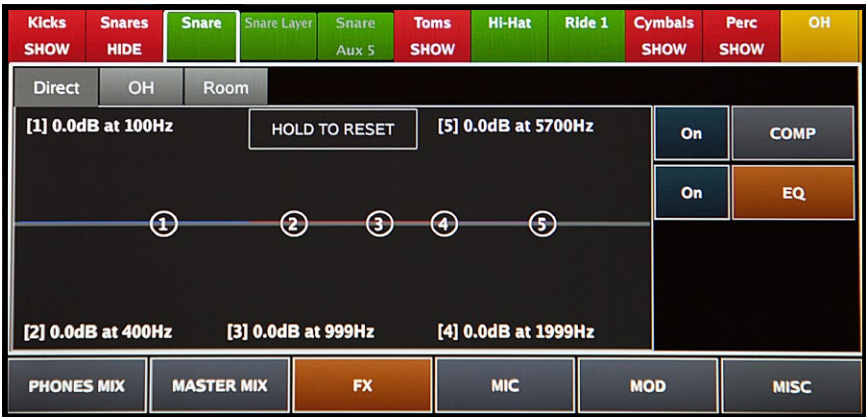 Kicks
SHOW
Snares
HIDE
Snare
Snare Layer
Snare
Aux 5
Toms
SHOW
Hi-Hat
Ride 1
Cymbals
SHOW
Perc
SHOW
OH
Direct
OH
Room
[1] 0.0dB at 100Hz
HOLD TO RESET
[5] 0.0dB at 5700Hz
On
COMP
On
EQ
1
2
3
4
5
[2] 0.0dB at 400Hz
[3] 0.0dB at 999Hz
[4] 0.0dB at 1999Hz
PHONES MIX
MASTER MIX
FX
MIC
MOD
MISC